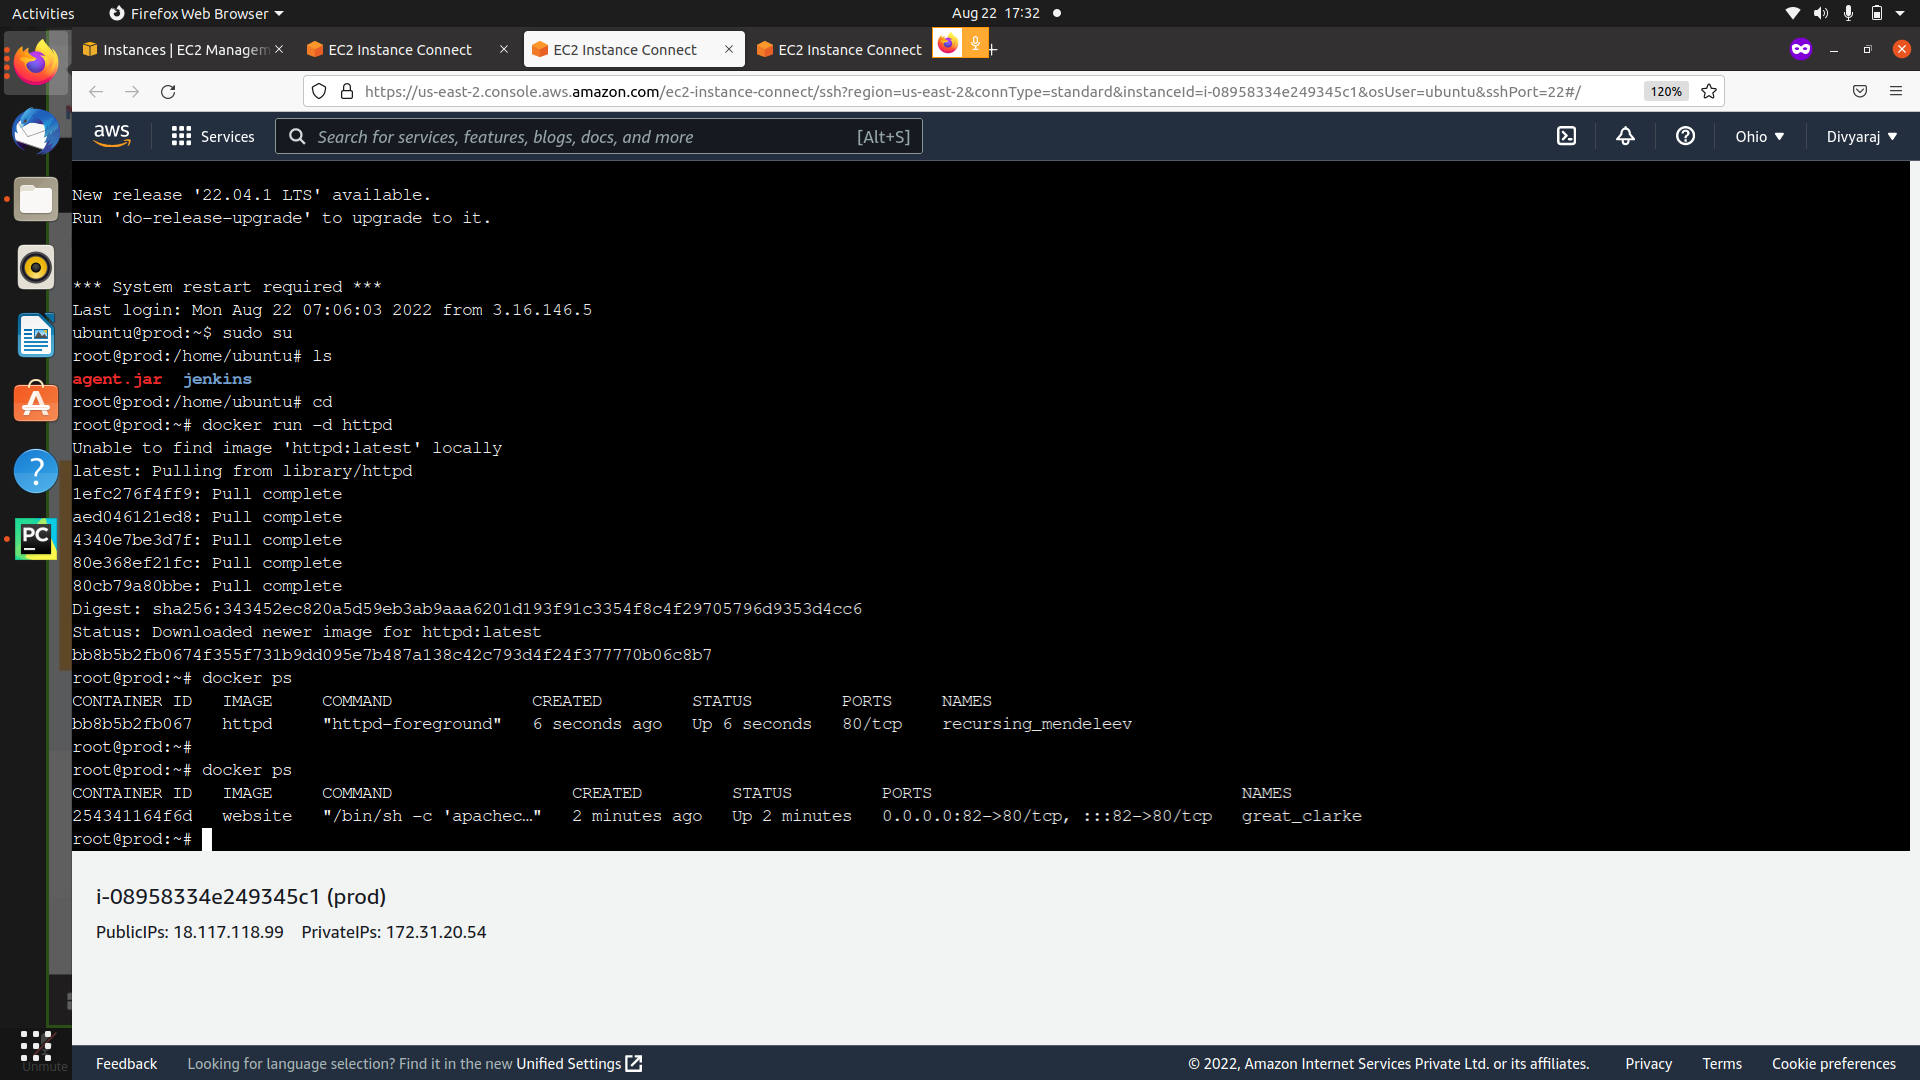 Activities
Firefox Web Browser
Aug 22 17:32
Instances | EC2 Managem
EC2 Instance Connect
EC2 Instance Connect
EC2 Instance Connect
https://us-east-2.console.aws.amazon.com/ec2-instance-connect/ssh?region=us-east-2&connType=standard&instanceId=i-08958334e249345c1&osUser=ubuntu&sshPort=22#/
120%
aws
Services
Search for services, features, blogs, docs, and more
[Alt+S]
Ohio
Divyaraj
New release '22.04.1 LTS' available.
Run 'do-release-upgrade' to upgrade to it.
*** System restart required ***
Last login: Mon Aug 22 07:06:03 2022 from 3.16.146.5
ubuntu@prod:~$ sudo su
root@prod:/home/ubuntu# ls
agent.jar  jenkins
root@prod:/home/ubuntu# cd
root@prod:~# docker run -d httpd
Unable to find image 'httpd:latest' locally
latest: Pulling from library/httpd
1efc276f4ff9: Pull complete
aed046121ed8: Pull complete
4340e7be3d7f: Pull complete
80e368ef21fc: Pull complete
80cb79a80bbe: Pull complete
Digest: sha256:343452ec820a5d59eb3ab9aaa6201d193f91c3354f8c4f29705796d9353d4cc6
Status: Downloaded newer image for httpd:latest
bb8b5b2fb0674f355f731b9dd095e7b487a138c42c793d4f24f377770b06c8b7
root@prod:~# docker ps
CONTAINER ID   IMAGE     COMMAND              CREATED         STATUS         PORTS     NAMES
bb8b5b2fb067   httpd     "httpd-foreground"   6 seconds ago   Up 6 seconds   80/tcp    recursing_mendeleev
root@prod:~#
root@prod:~# docker ps
CONTAINER ID   IMAGE     COMMAND                  CREATED         STATUS         PORTS                               NAMES
254341164f6d   website   "/bin/sh -c 'apachec…"   2 minutes ago   Up 2 minutes   0.0.0.0:82->80/tcp, :::82->80/tcp   great_clarke
root@prod:~#
i-08958334e249345c1 (prod)
PublicIPs: 18.117.118.99    PrivateIPs: 172.31.20.54
PC
Unmute
Feedback
Looking for language selection? Find it in the new Unified Settings
© 2022, Amazon Internet Services Private Ltd. or its affiliates.
Privacy
Terms
Cookie preferences